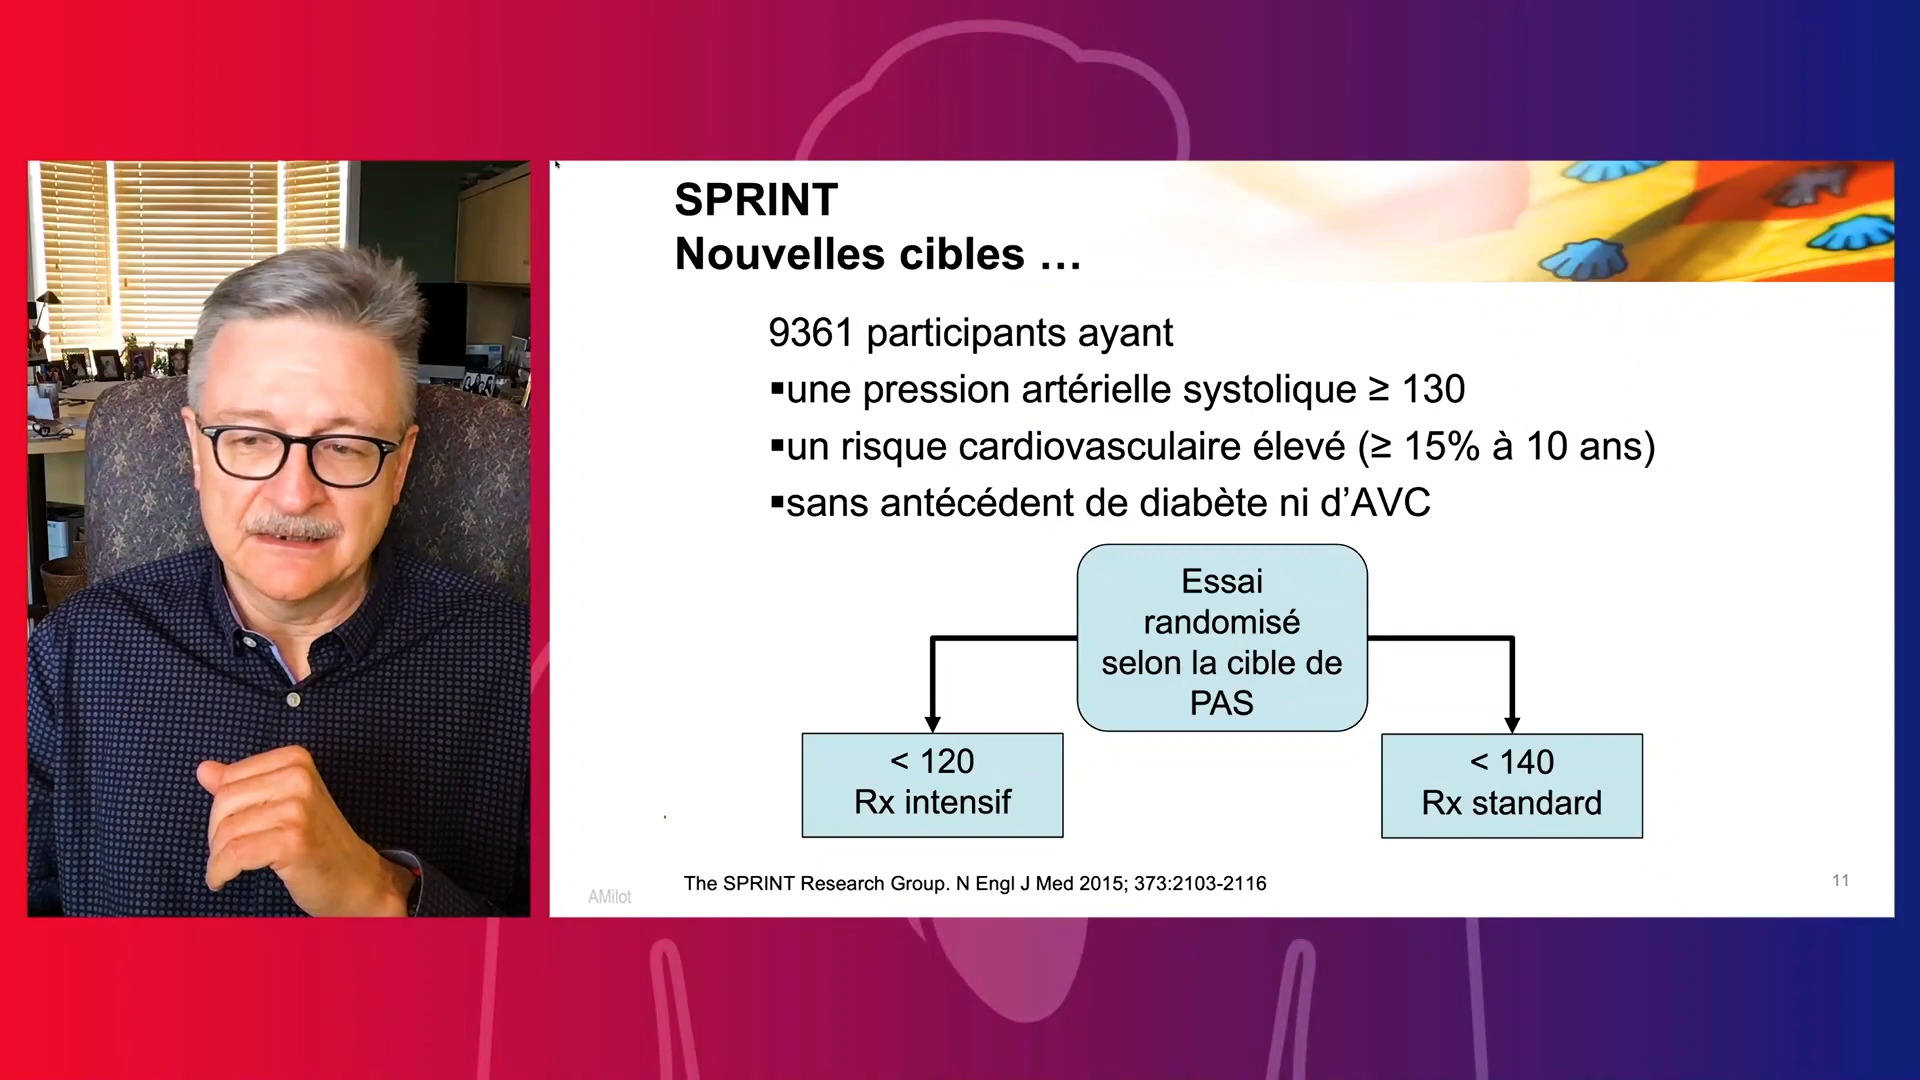 SPRINT
Nouvelles cibles …
9361 participants ayant
▪une pression artérielle systolique ≥ 130
▪un risque cardiovasculaire élevé (≥ 15% à 10 ans)
▪sans antécédent de diabète ni d’AVC
Essai
randomisé
selon la cible de
PAS
< 120
Rx intensif
< 140
Rx standard
The SPRINT Research Group. N Engl J Med 2015; 373:2103-2116
AMilot
11